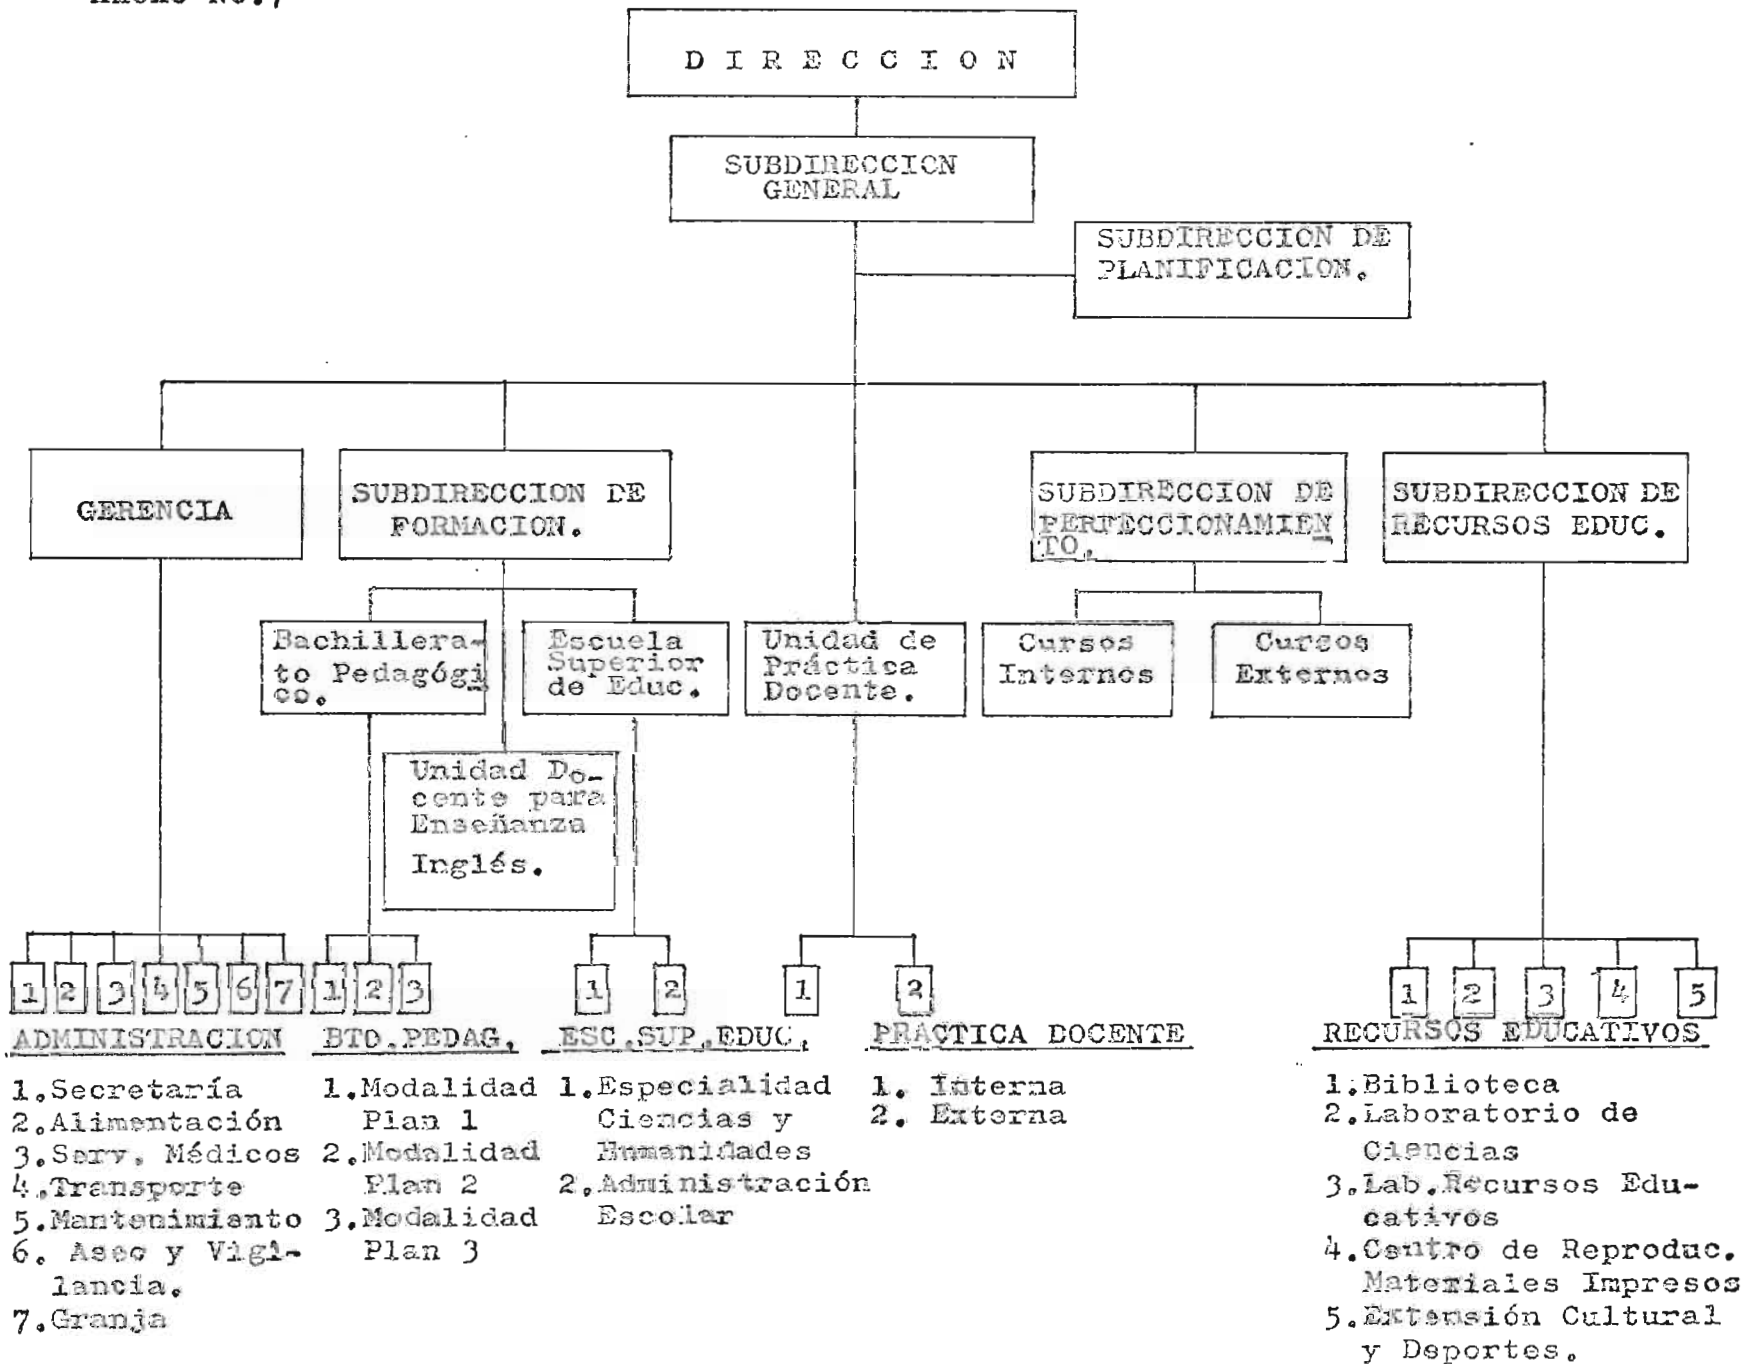 Anexo No.7
D I R E C C I O N
SUBDIRECCION
GENERAL
SUBDIRECCION DE
PLANIFICACION.
GERENCIA
SUBDIRECCION DE
FORMACION.
SUBDIRECCION DE
PERFECCIONAMIEN
TO.
SUBDIRECCION DE
RECURSOS EDUC.
Bachillera-
to Pedagógi
co.
Escuela
Superior
de Educ.
Unidad de
Práctica
Docente.
Cursos
Internos
Cursos
Externos
Unidad Do-
cente para
Enseñanza
Inglés.
1 2 3 4 5 6 7
1 2 3
1 2
1 2
1 2 3 4 5
ADMINISTRACION
1.Secretaría
2.Alimentación
3.Serv. Médicos
4.Transporte
5.Mantenimiento
6. Aseo y Vigi-
lancia.
7.Granja
BTO.PEDAG.
1.Modalidad
Plan 1
2.Modalidad
Plan 2
3.Modalidad
Plan 3
ESC.SUP.EDUC.
1.Especialidad
Ciencias y
Humanidades
2.Administración
Escolar
PRACTICA DOCENTE
1. Interna
2. Externa
RECURSOS EDUCATIVOS
1.Biblioteca
2.Laboratorio de
Ciencias
3.Lab.Recursos Edu-
cativos
4.Centro de Reproduc.
Materiales Impresos
5.Extensión Cultural
y Deportes.